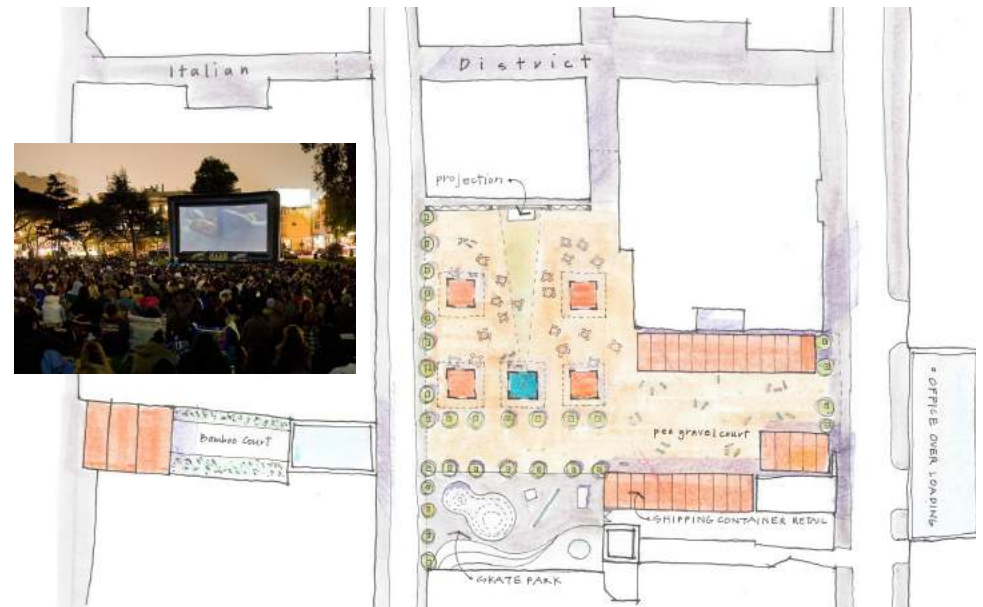 Italian
District
projection
Bamboo Court
pea gravel court
OFFICE OVER LOADING
SHIPPING CONTAINER RETAIL
SKATE PARK